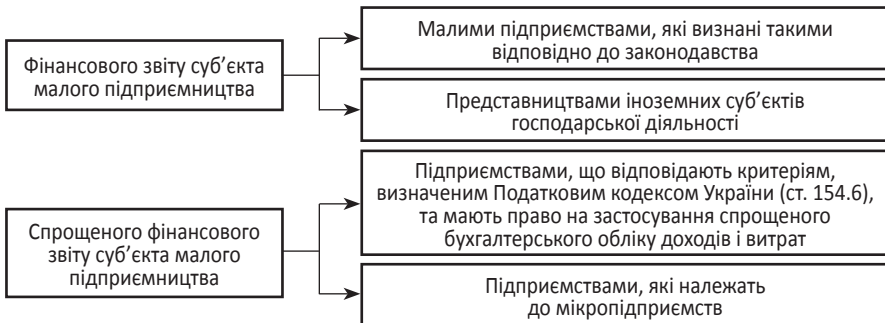 Фінансового звіту суб’єкта
малого підприємництва
Малими підприємствами, які визнані такими
відповідно до законодавства
Представництвами іноземних суб’єктів
господарської діяльності
Спрощеного фінансового
звіту суб’єкта малого
підприємництва
Підприємствами, що відповідають критеріям,
визначеним Податковим кодексом України (ст. 154.6),
та мають право на застосування спрощеного
бухгалтерського обліку доходів і витрат
Підприємствами, які належать
до мікропідприємств